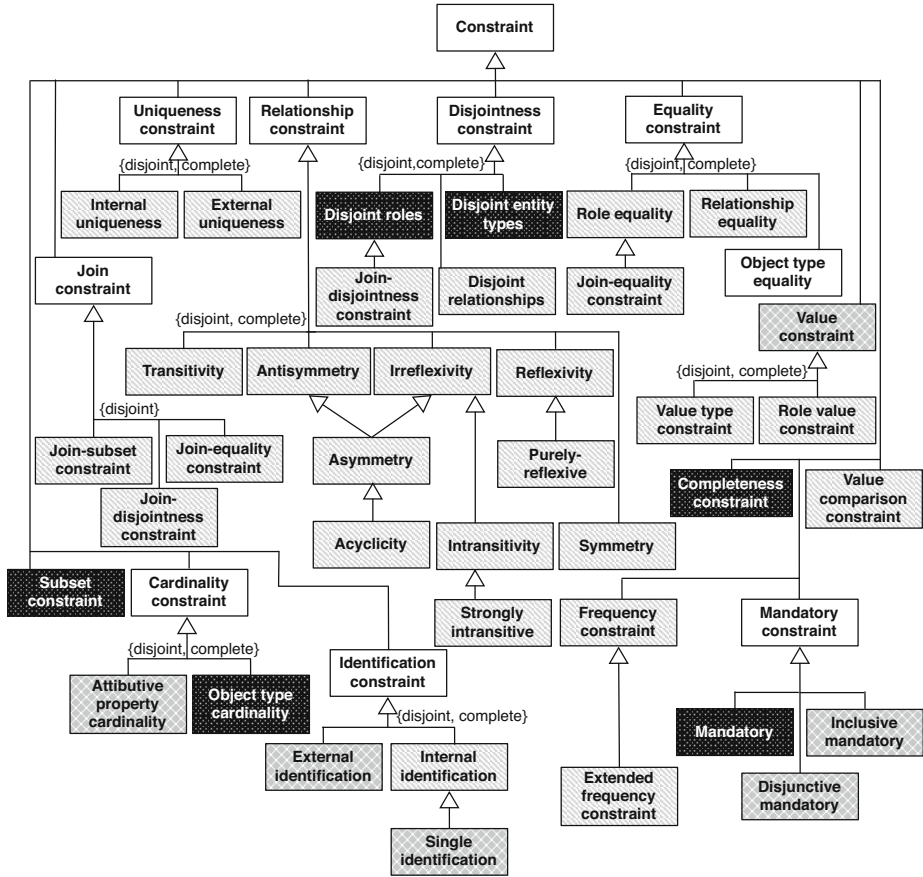 Constraint
Uniqueness
constraint
Relationship
constraint
Disjointness
constraint
Equality
constraint
{disjoint, complete}
{disjoint,complete}
{disjoint, complete}
Internal
uniqueness
External
uniqueness
Disjoint roles
Disjoint entity
types
Role equality
Relationship
equality
Join
constraint
Join-
disjointness
constraint
Disjoint
relationships
Join-equality
constraint
Object type
equality
Value
constraint
{disjoint, complete}
Transitivity
Antisymmetry
Irreflexivity
Reflexivity
{disjoint, complete}
Value type
constraint
Role value
constraint
{disjoint}
Join-subset
constraint
Join-equality
constraint
Join-
disjointness
constraint
Asymmetry
Purely-
reflexive
Completeness
constraint
Value
comparison
constraint
Acyclicity
Intransitivity
Symmetry
Subset
constraint
Cardinality
constraint
Strongly
intransitive
Frequency
constraint
Mandatory
constraint
{disjoint, complete}
Identification
constraint
Attibutive
property
cardinality
Object type
cardinality
{disjoint, complete}
Mandatory
Inclusive
mandatory
External
identification
Internal
identification
Extended
frequency
constraint
Disjunctive
mandatory
Single
identification